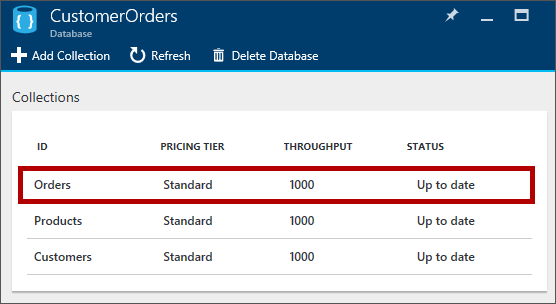 CustomerOrders
Database
Add Collection Refresh Delete Database
Collections
ID PRICING TIER THROUGHPUT STATUS
Orders Standard 1000 Up to date
Products Standard 1000 Up to date
Customers Standard 1000 Up to date